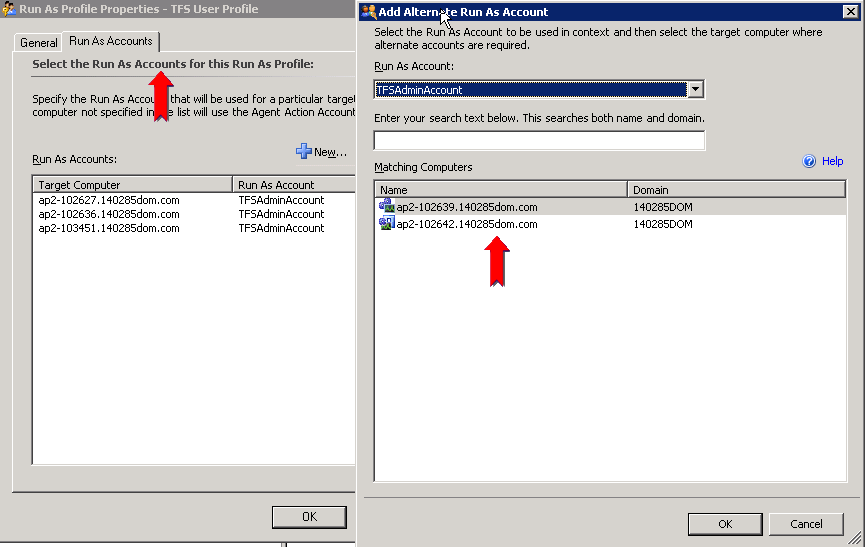 Run As Profile Properties - TFS User Profile
General
Run As Accounts
Select the Run As Accounts for this Run As Profile:
Specify the Run As Accou that will be used for a particular target
computer not specified in e list will use the Agent Action Account
New...
Run As Accounts:
Target Computer Run As Account
ap2-102627.140285dom.com TFSAdminAccount
ap2-102636.140285dom.com TFSAdminAccount
ap2-103451.140285dom.com TFSAdminAccount
OK
Add Alternate Run As Account
Select the Run As Account to be used in context and then select the target computer where
alternate accounts are required.
Run As Account:
TFSAdminAccount
Enter your search text below. This searches both name and domain.
Matching Computers
Help
Name Domain
ap2-102639.140285dom.com 140285DOM
ap2-102642.140285dom.com 140285DOM
OK
Cancel